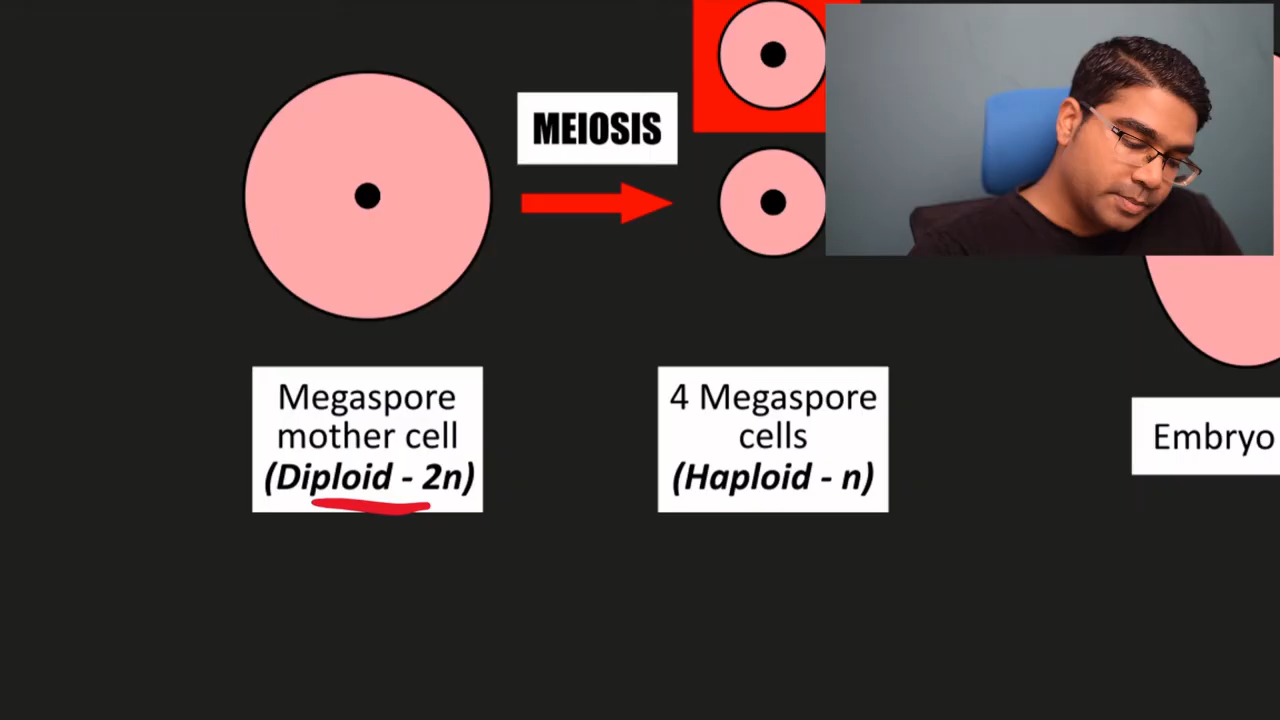 MEIOSIS
Megaspore
mother cell
(Diploid - 2n)
4 Megaspore
cells
(Haploid - n)
Embryo